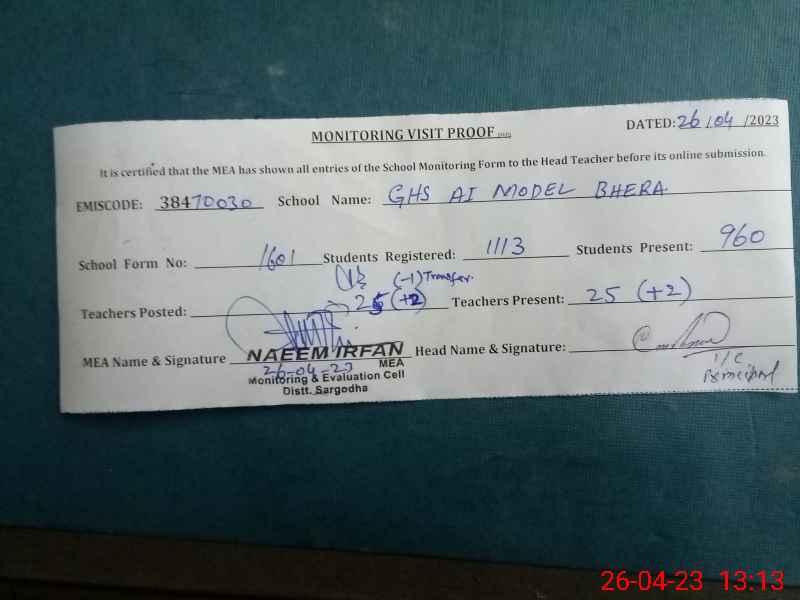 MONITORING VISIT PROOF
DATED: 26/04/2023
It is certified that the MEA has shown all entries of the School Monitoring Form to the Head Teacher before its online submission.
EMISCODE: 38470030 School Name: GHS AI MODEL BHERA
School Form No: 1601 Students Registered: 1113 Students Present: 960
(-1) Transfer.
Teachers Posted: 25 (+2) Teachers Present: 25 (+2)
MEA Name & Signature NAEEM IRFAN Head Name & Signature:
26-04-23 MEA
Monitoring & Evaluation Cell
Distt. Sargodha
I/C
Principal
26-04-23 13:13